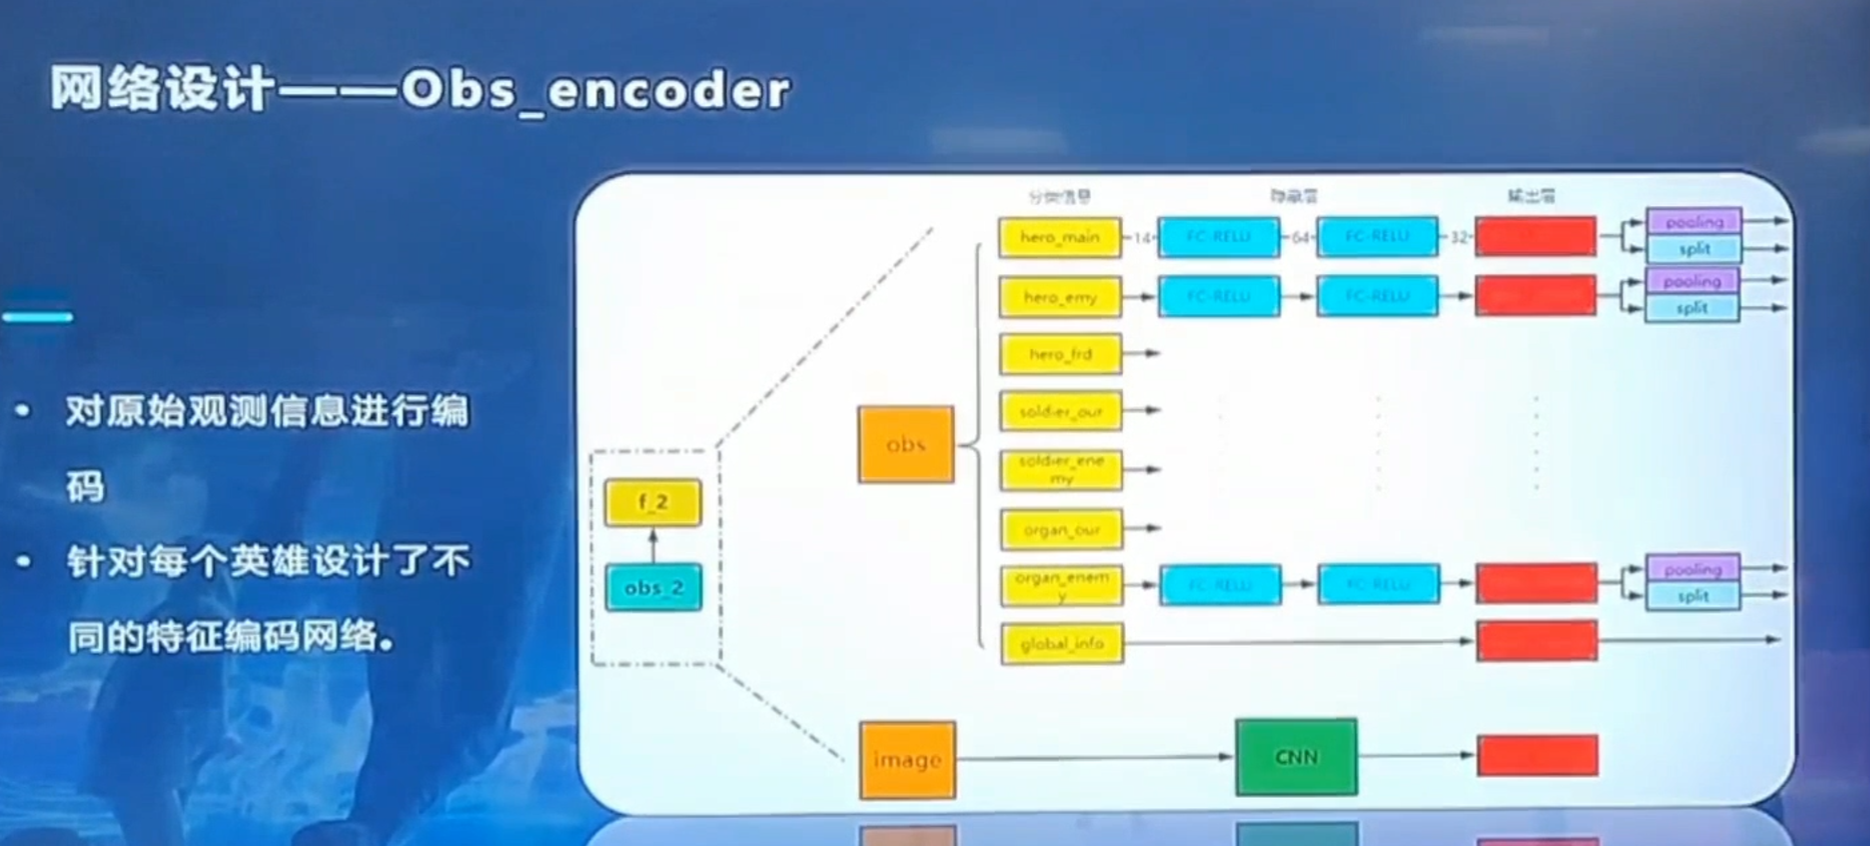 网络设计——Obs_encoder
对原始观测信息进行编
码
针对每个英雄设计了不
同的特征编码网络。
f_2
obs_2
obs
image
分类信息
隐藏层
输出层
hero_main
14
FC-RELU
64
FC-RELU
32
pooling
split
hero_emy
FC-RELU
FC-RELU
pooling
split
hero_frd
soldier_our
soldier_ene
my
organ_our
organ_enem
y
FC-RELU
FC-RELU
pooling
split
global_info
CNN